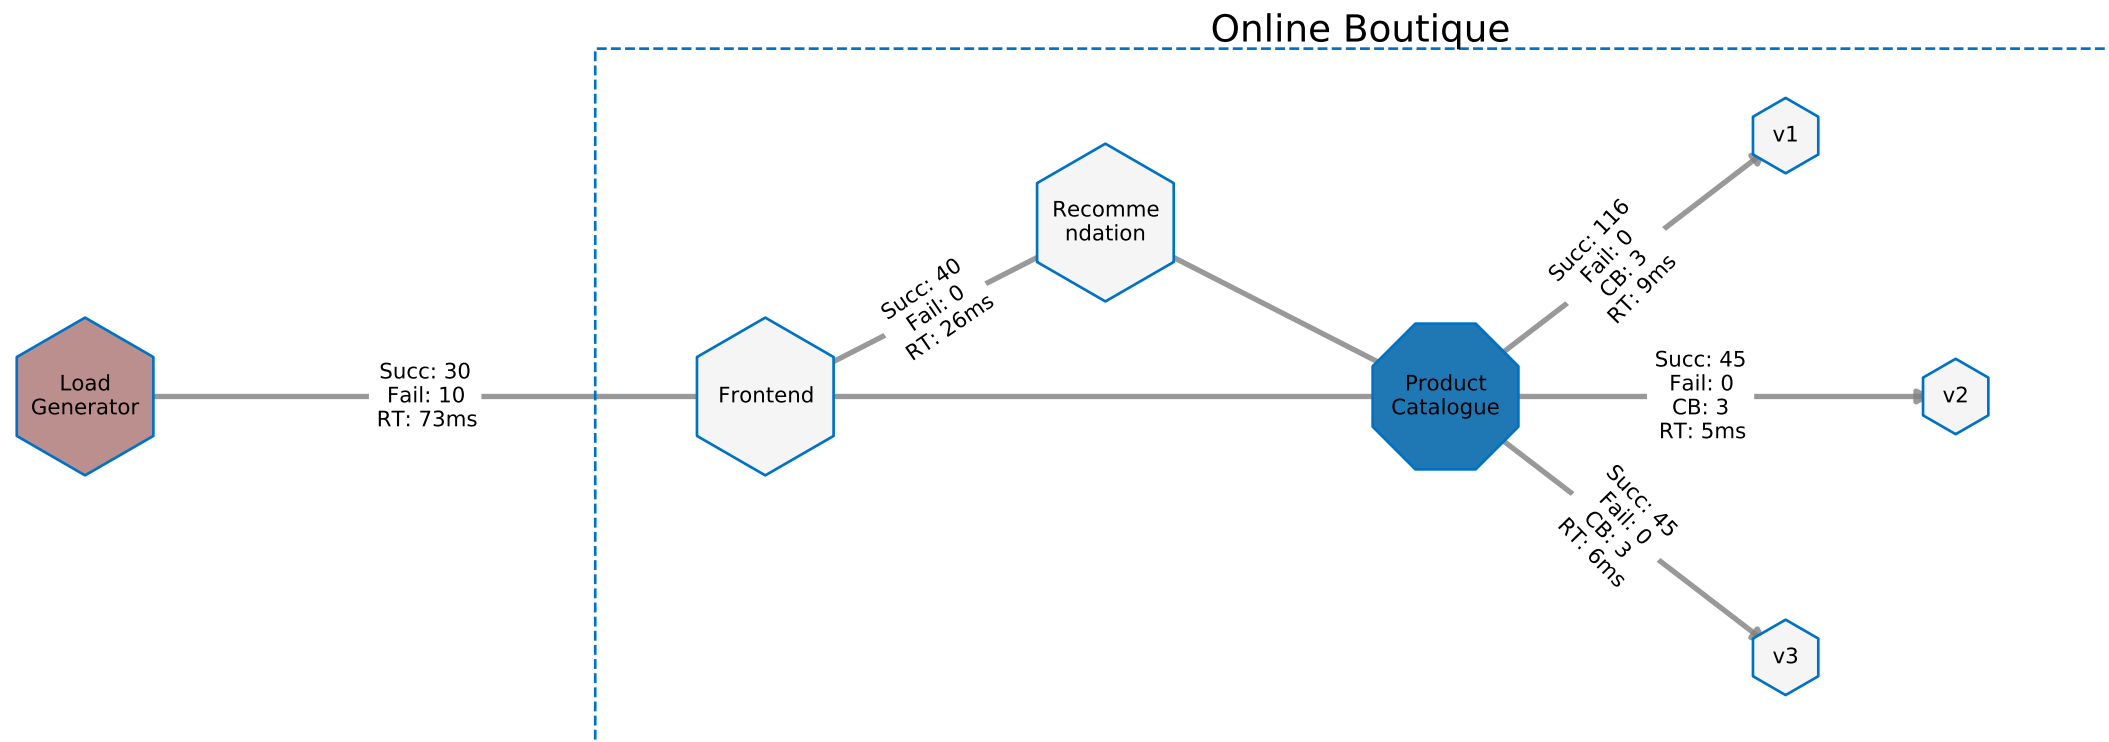 Online Boutique
Load
Generator
Succ: 30
Fail: 10
RT: 73ms
Frontend
Succ: 40
Fail: 0
RT: 26ms
Recomme
ndation
Product
Catalogue
Succ: 116
Fail: 0
CB: 3
RT: 9ms
v1
Succ: 45
Fail: 0
CB: 3
RT: 5ms
v2
Succ: 45
Fail: 0
CB: 3
RT: 6ms
v3